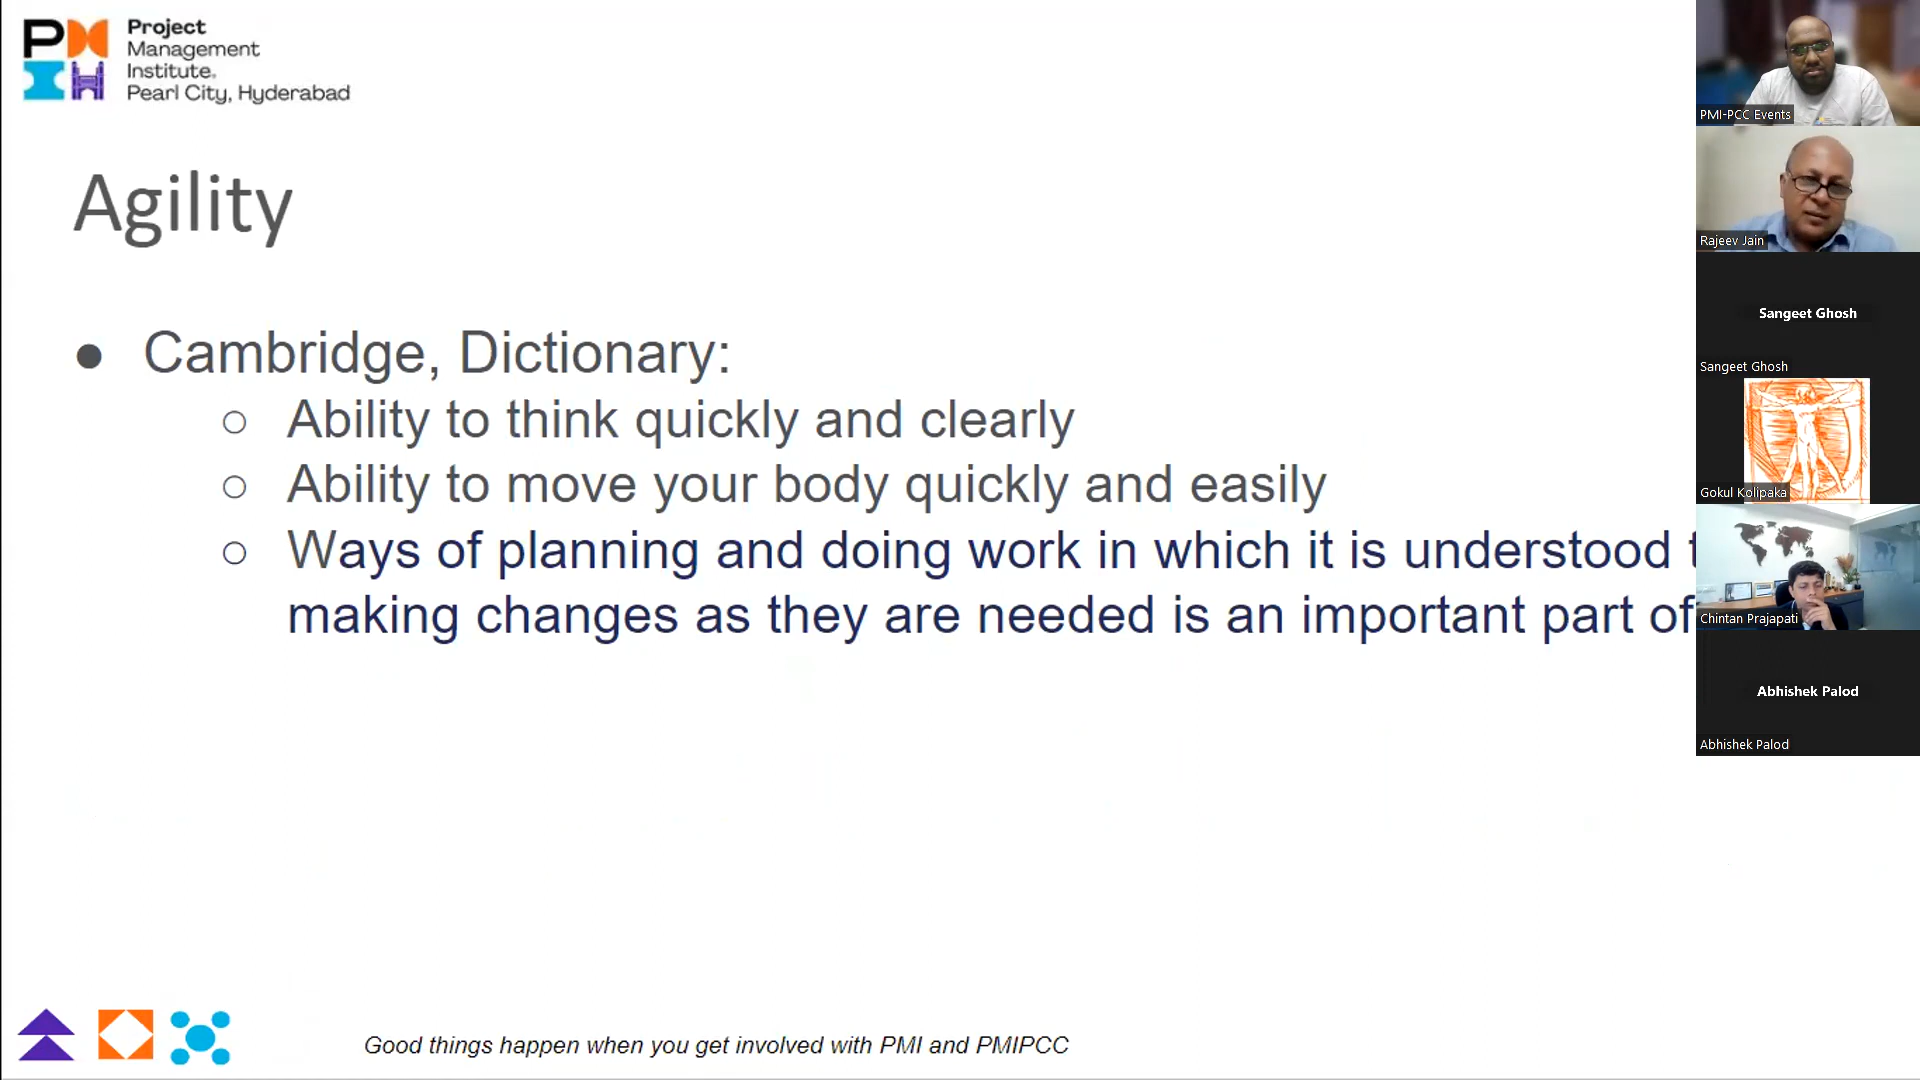 Project
Management
Institute.
Pearl City, Hyderabad
Agility
● Cambridge, Dictionary:
○ Ability to think quickly and clearly
○ Ability to move your body quickly and easily
○ Ways of planning and doing work in which it is understood
making changes as they are needed is an important part of
Good things happen when you get involved with PMI and PMIPCC
PMI-PCC Events
Rajeev Jain
Sangeet Ghosh
Sangeet Ghosh
Gokul Kolipaka
Chintan Prajapati
Abhishek Palod
Abhishek Palod